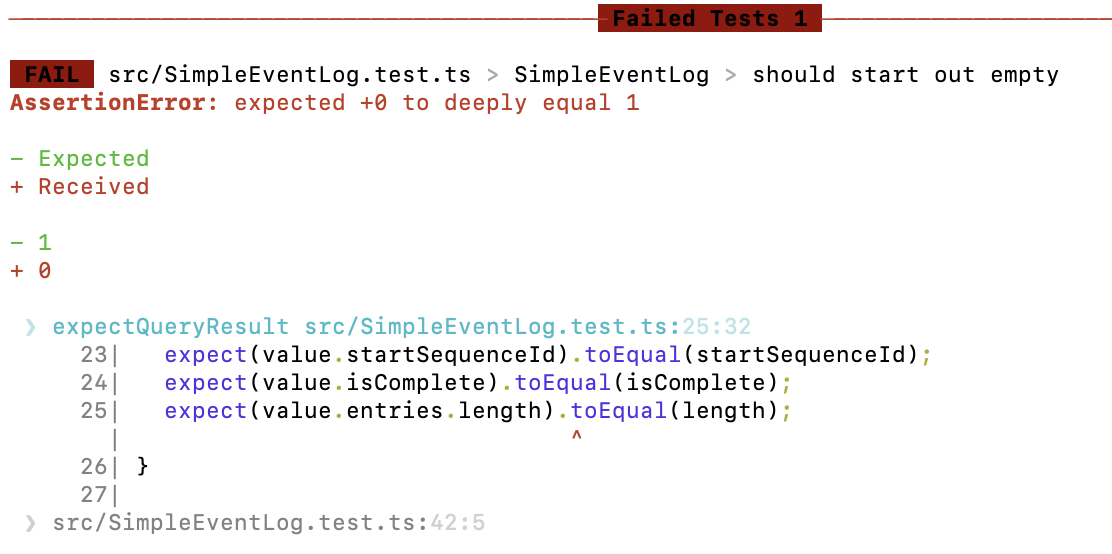 Failed Tests 1
FAIL src/SimpleEventLog.test.ts > SimpleEventLog > should start out empty
AssertionError: expected +0 to deeply equal 1
- Expected
+ Received
- 1
+ 0
❯ expectQueryResult src/SimpleEventLog.test.ts:25:32
23|   expect(value.startSequenceId).toEqual(startSequenceId);
24|   expect(value.isComplete).toEqual(isComplete);
25|   expect(value.entries.length).toEqual(length);
|                                ^
26| }
27|
❯ src/SimpleEventLog.test.ts:42:5